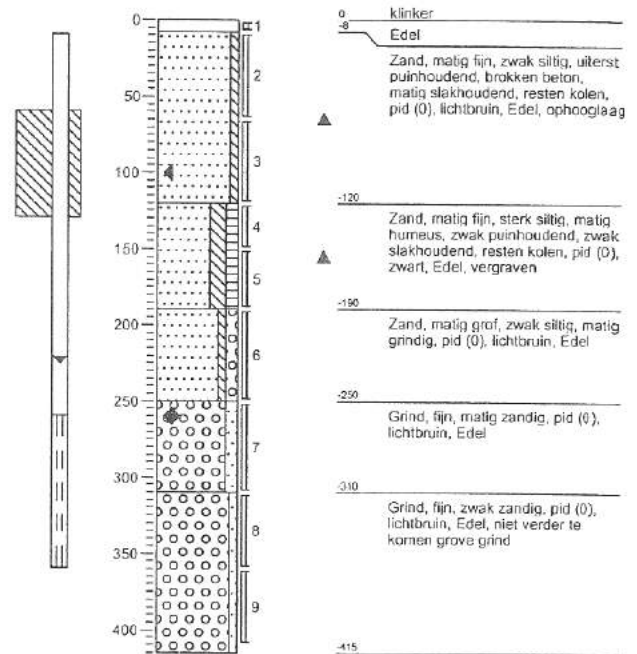 0
50
100
150
200
250
300
350
400
1
2
3
4
5
6
7
8
9
0 klinker
-8
Edel
Zand, matig fijn, zwak siltig, uiterst
puinhoudend, brokken beton,
matig slakhoudend, resten kolen,
pid (0), lichtbruin, Edel, ophooglaag
-120
Zand, matig fijn, sterk siltig, matig
humeus, zwak puinhoudend, zwak
slakhoudend, resten kolen, pid (0),
zwart, Edel, vergraven
-190
Zand, matig grof, zwak siltig, matig
grindig, pid (0), lichtbruin, Edel
-250
Grind, fijn, matig zandig, pid (0),
lichtbruin, Edel
-310
Grind, fijn, zwak zandig, pid (0),
lichtbruin, Edel, niet verder te
komen grove grind
-415